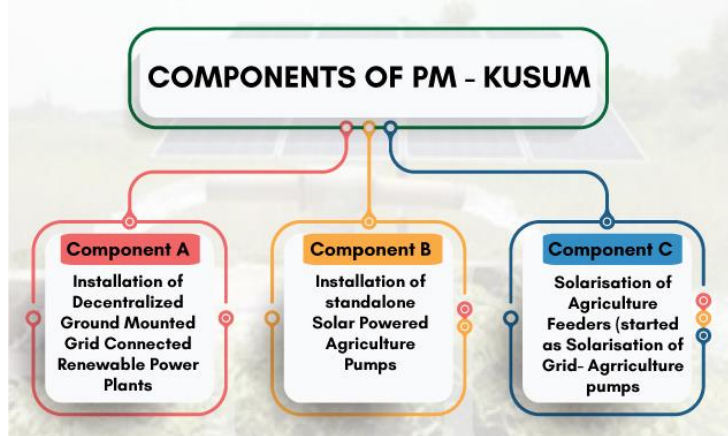 COMPONENTS OF PM - KUSUM
Component A
Installation of
Decentralized
Ground Mounted
Grid Connected
Renewable Power
Plants
Component B
Installation of
standalone
Solar Powered
Agriculture
Pumps
Component C
Solarisation of
Agriculture
Feeders (started
as Solarisation of
Grid- Agrriculture
pumps